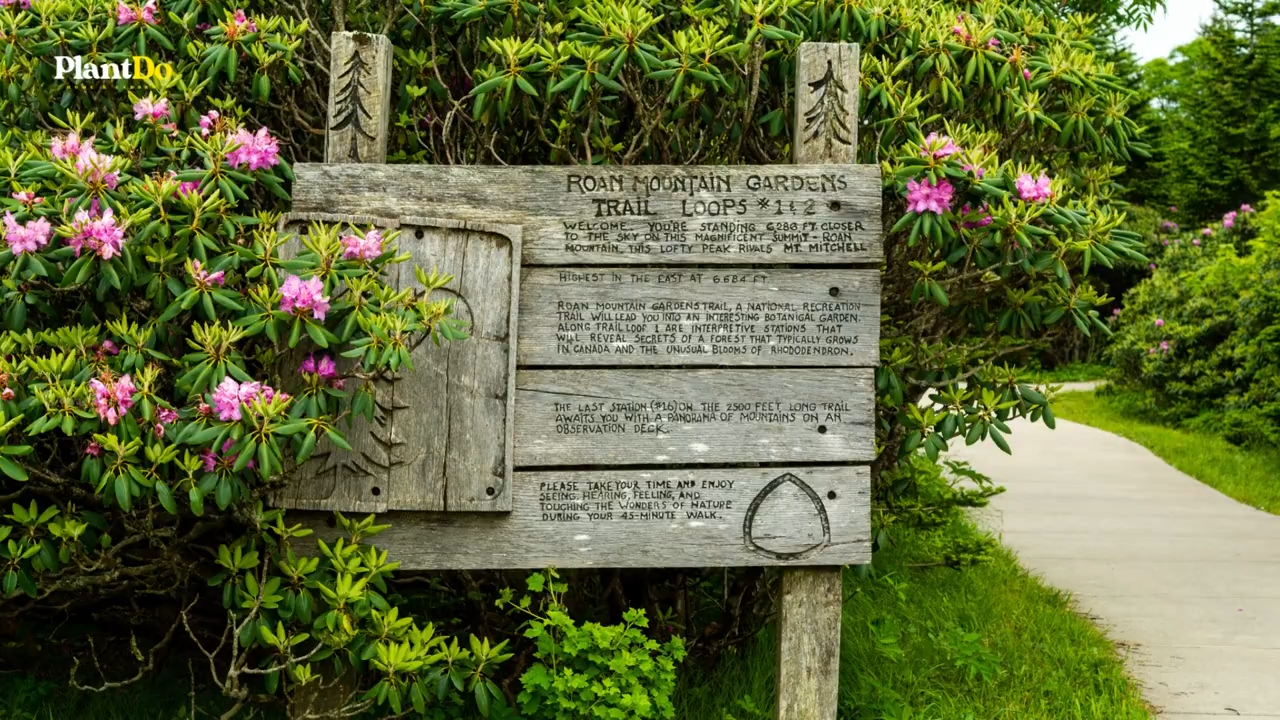 PlantDo
ROAN MOUNTAIN GARDENS
TRAIL LOOPS #1 & 2
WELCOME. YOU'RE STANDING 6286 FT. CLOSER
TO THE SKY ON THIS MAGNIFICENT SUMMIT - ROAN
MOUNTAIN. THIS LOFTY PEAK RIVALS MT. MITCHELL
HIGHEST IN THE EAST AT 6684 FT.
ROAN MOUNTAIN GARDENS TRAIL, A NATIONAL RECREATION
TRAIL WILL LEAD YOU INTO AN INTERESTING BOTANICAL GARDEN.
ALONG TRAIL LOOP 1 ARE INTERPRETIVE STATIONS THAT
WILL REVEAL SECRETS OF A FOREST THAT TYPICALLY GROWS
IN CANADA AND THE UNUSUAL BLOOMS OF RHODODENDRON.
THE LAST STATION (#16) ON THE 2500 FEET LONG TRAIL
AWAITS YOU WITH A PANORAMA OF MOUNTAINS ON AN
OBSERVATION DECK.
PLEASE TAKE YOUR TIME AND ENJOY
SEEING, HEARING, FEELING, AND
TOUCHING THE WONDERS OF NATURE
DURING YOUR 45-MINUTE WALK.